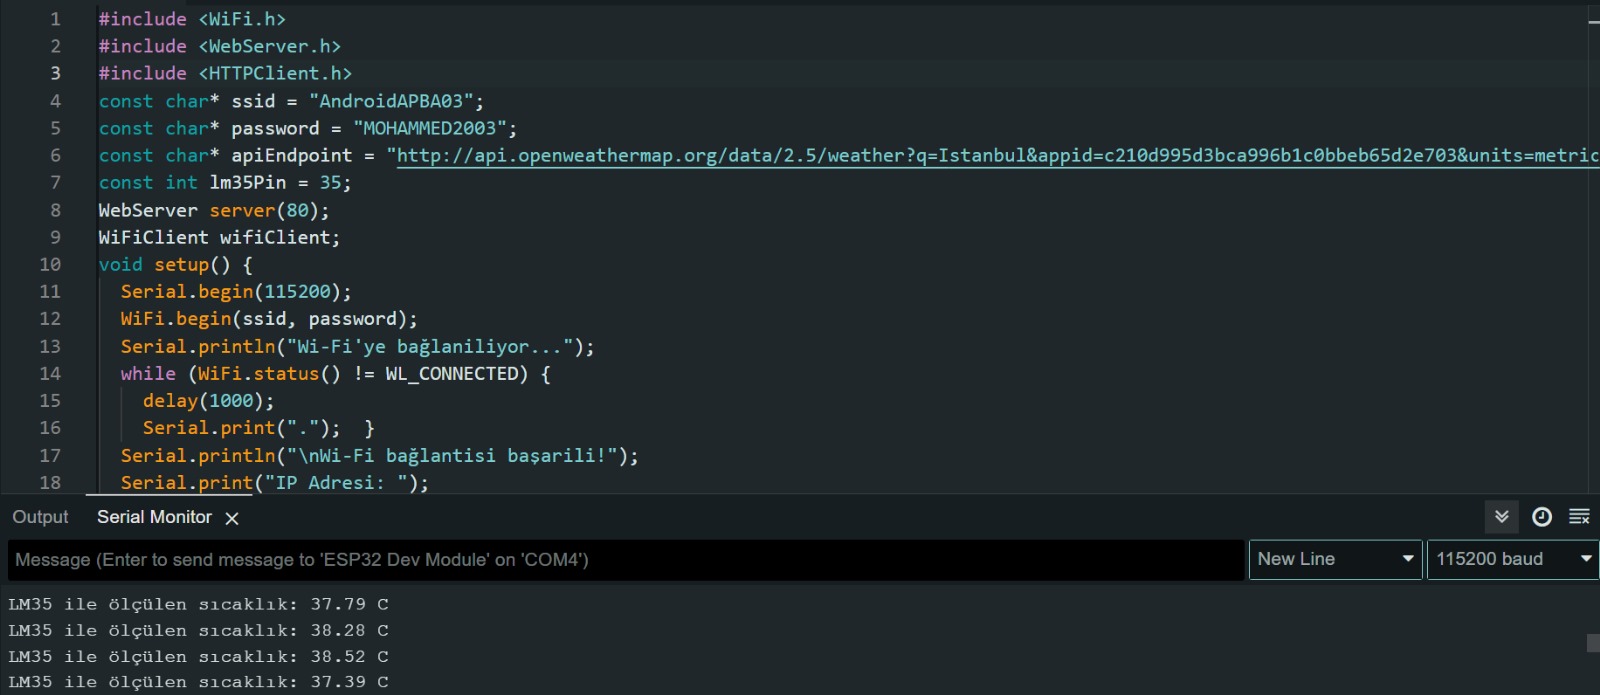 1 #include <WiFi.h>
2 #include <WebServer.h>
3 #include <HTTPClient.h>
4 const char* ssid = "AndroidAPBA03";
5 const char* password = "MOHAMMED2003";
6 const char* apiEndpoint = "http://api.openweathermap.org/data/2.5/weather?q=Istanbul&appid=c210d995d3bca996b1c0bbeb65d2e703&units=metric
7 const int lm35Pin = 35;
8 WebServer server(80);
9 WiFiClient wifiClient;
10 void setup() {
11 Serial.begin(115200);
12 WiFi.begin(ssid, password);
13 Serial.println("Wi-Fi'ye bağlaniliyor...");
14 while (WiFi.status() != WL_CONNECTED) {
15 delay(1000);
16 Serial.print("."); }
17 Serial.println("\nWi-Fi bağlantisi başarili!");
18 Serial.print("IP Adresi: ");
Output Serial Monitor
Message (Enter to send message to 'ESP32 Dev Module' on 'COM4') New Line 115200 baud
LM35 ile ölçülen sıcaklık: 37.79 C
LM35 ile ölçülen sıcaklık: 38.28 C
LM35 ile ölçülen sıcaklık: 38.52 C
LM35 ile ölçülen sıcaklık: 37.39 C